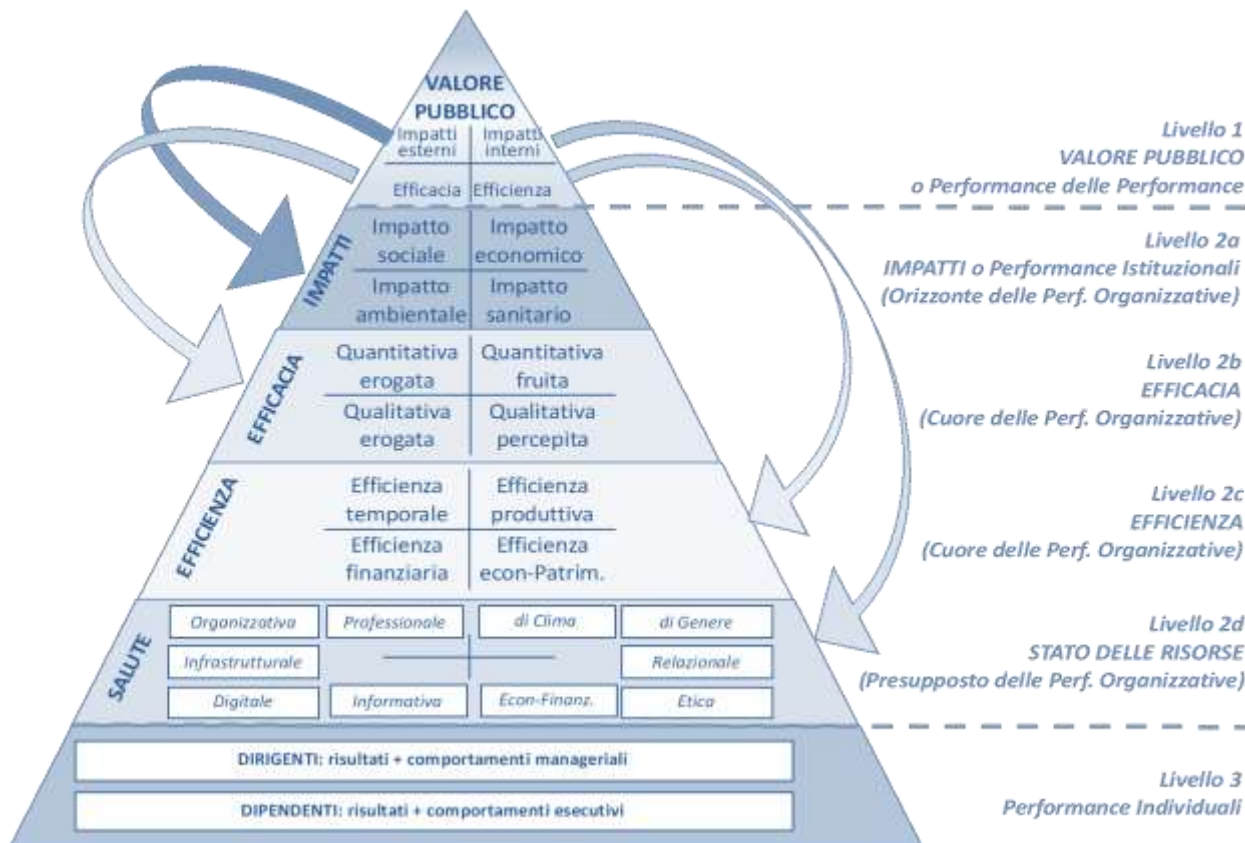 VALORE
PUBBLICO
Impatti esterni
Impatti interni
Efficacia
Efficienza
Livello 1
VALORE PUBBLICO
o Performance delle Performance
IMPATTI
Impatto sociale
Impatto economico
Impatto ambientale
Impatto sanitario
Livello 2a
IMPATTI o Performance Istituzionali
(Orizzonte delle Perf. Organizzative)
EFFICACIA
Quantitativa erogata
Quantitativa fruita
Qualitativa erogata
Qualitativa percepita
Livello 2b
EFFICACIA
(Cuore delle Perf. Organizzative)
EFFICIENZA
Efficienza temporale
Efficienza produttiva
Efficienza finanziaria
Efficienza econ-Patrim.
Livello 2c
EFFICIENZA
(Cuore delle Perf. Organizzative)
SALUTE
Organizzativa
Professionale
di Clima
di Genere
Infrastrutturale
Relazionale
Digitale
Informativa
Econ-Finanz.
Etica
Livello 2d
STATO DELLE RISORSE
(Presupposto delle Perf. Organizzative)
DIRIGENTI: risultati + comportamenti manageriali
DIPENDENTI: risultati + comportamenti esecutivi
Livello 3
Performance Individuali